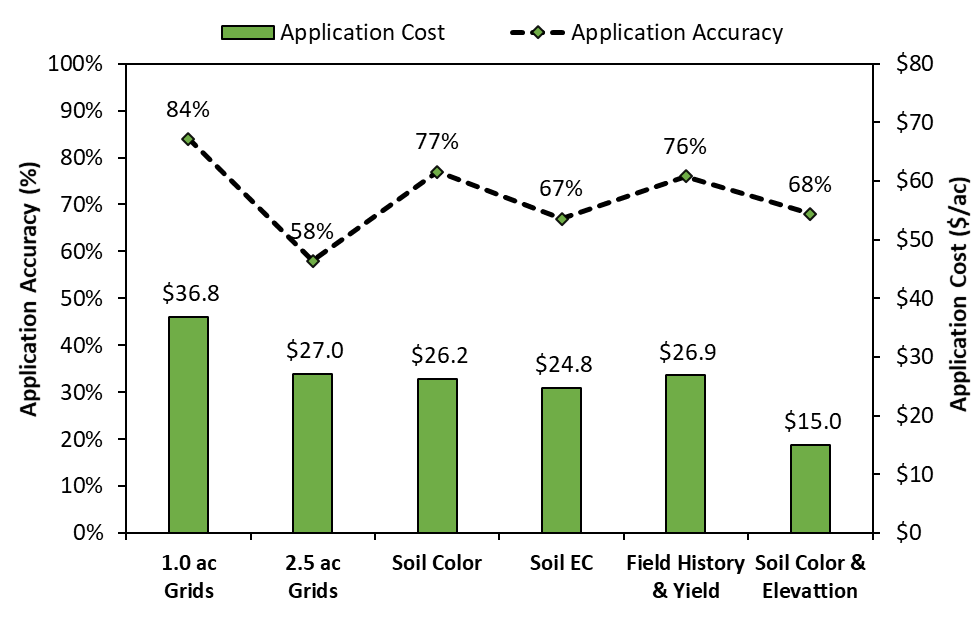 Application Cost
Application Accuracy
100%
90%
80%
70%
60%
50%
40%
30%
20%
10%
0%
Application Accuracy (%)
84%
58%
77%
67%
76%
68%
$36.8
$27.0
$26.2
$24.8
$26.9
$15.0
$80
$70
$60
$50
$40
$30
$20
$10
$0
Application Cost ($/ac)
1.0 ac
Grids
2.5 ac
Grids
Soil Color
Soil EC
Field History
& Yield
Soil Color &
Elevattion